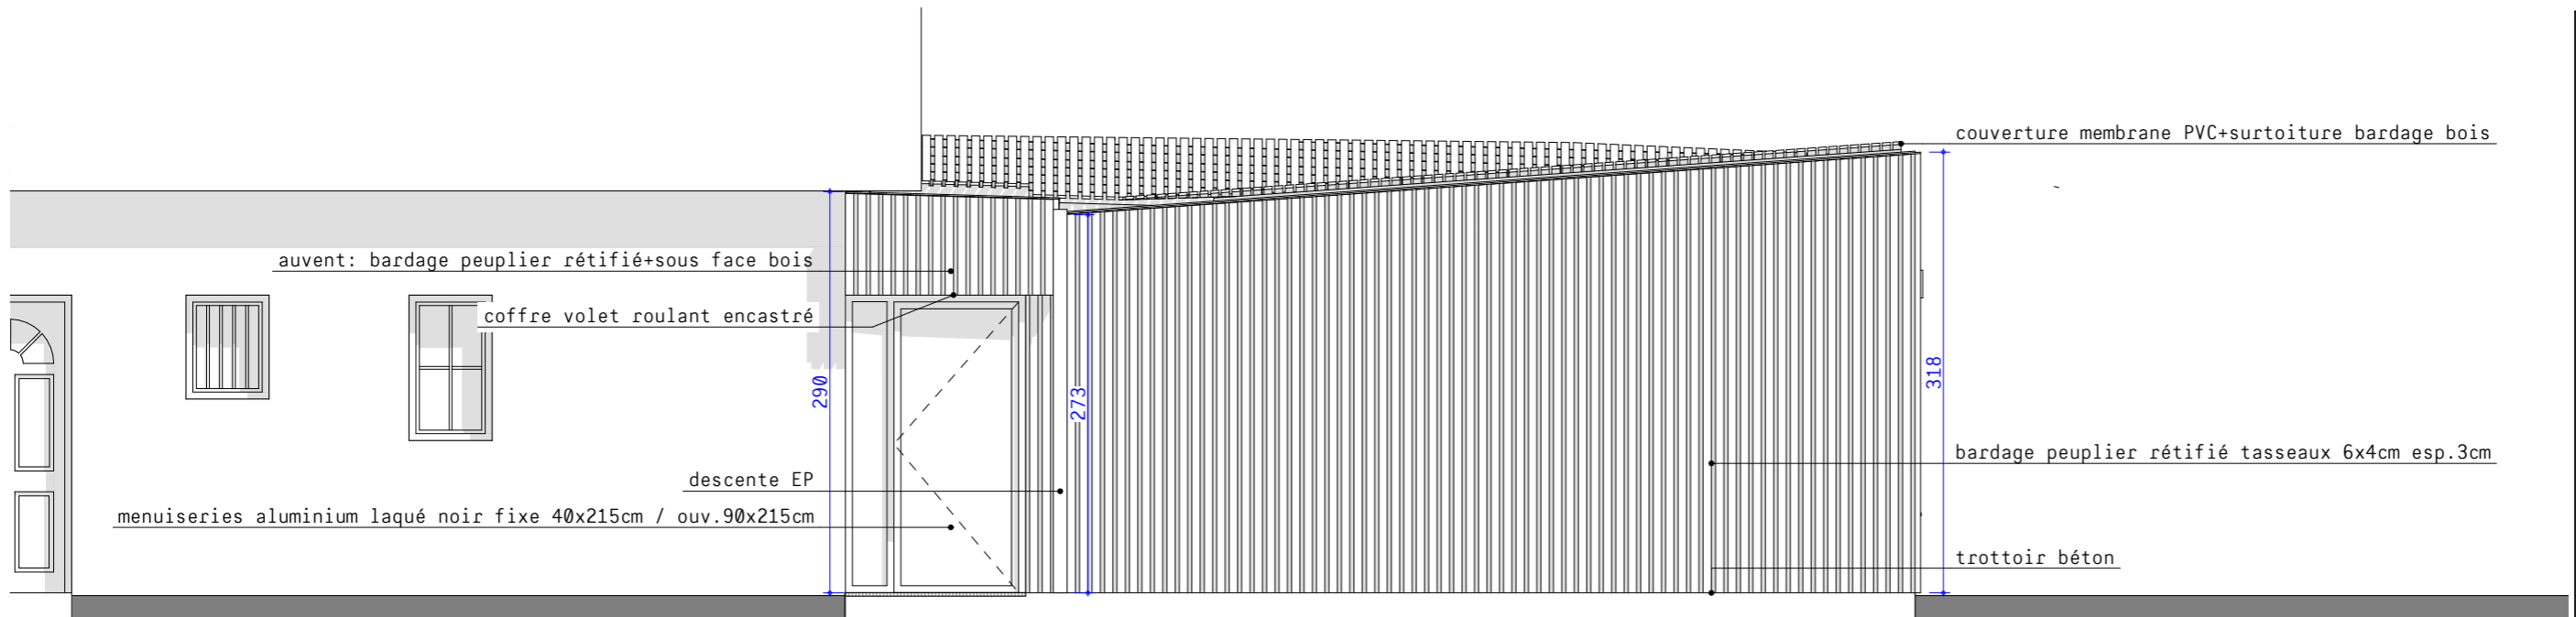 couverture membrane PVC+surtoiture bardage bois
auvent: bardage peuplier rétifié+sous face bois
coffre volet roulant encastré
290
273
318
bardage peuplier rétifié tasseaux 6x4cm esp.3cm
descente EP
menuiseries aluminium laqué noir fixe 40x215cm / ouv.90x215cm
trottoir béton